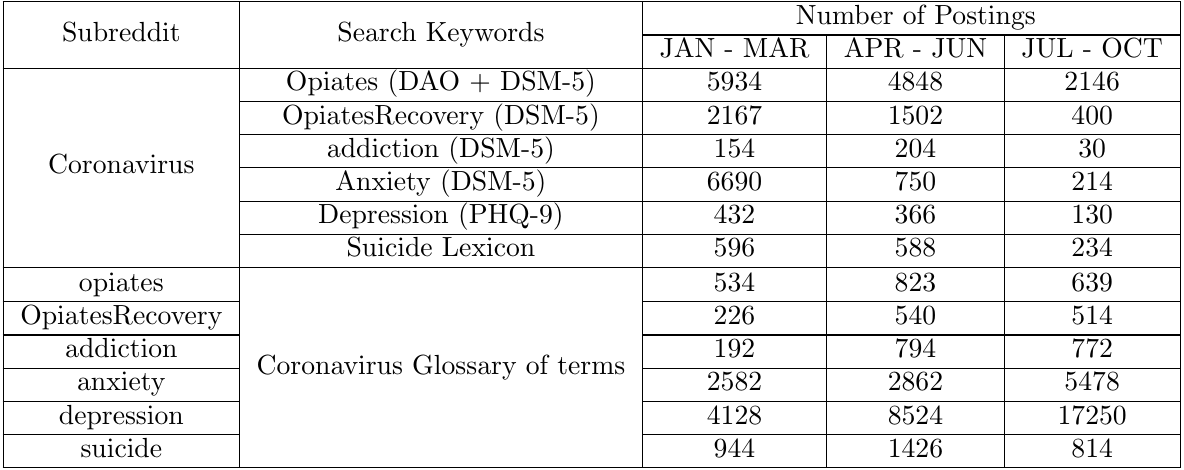 Subreddit Search Keywords Number of Postings
JAN - MAR APR - JUN JUL - OCT
Coronavirus
Opiates (DAO + DSM-5) 5934 4848 2146
OpiatesRecovery (DSM-5) 2167 1502 400
addiction (DSM-5) 154 204 30
Anxiety (DSM-5) 6690 750 214
Depression (PHQ-9) 432 366 130
Suicide Lexicon 596 588 234
Coronavirus Glossary of terms
opiates 534 823 639
OpiatesRecovery 226 540 514
addiction 192 794 772
anxiety 2582 2862 5478
depression 4128 8524 17250
suicide 944 1426 814